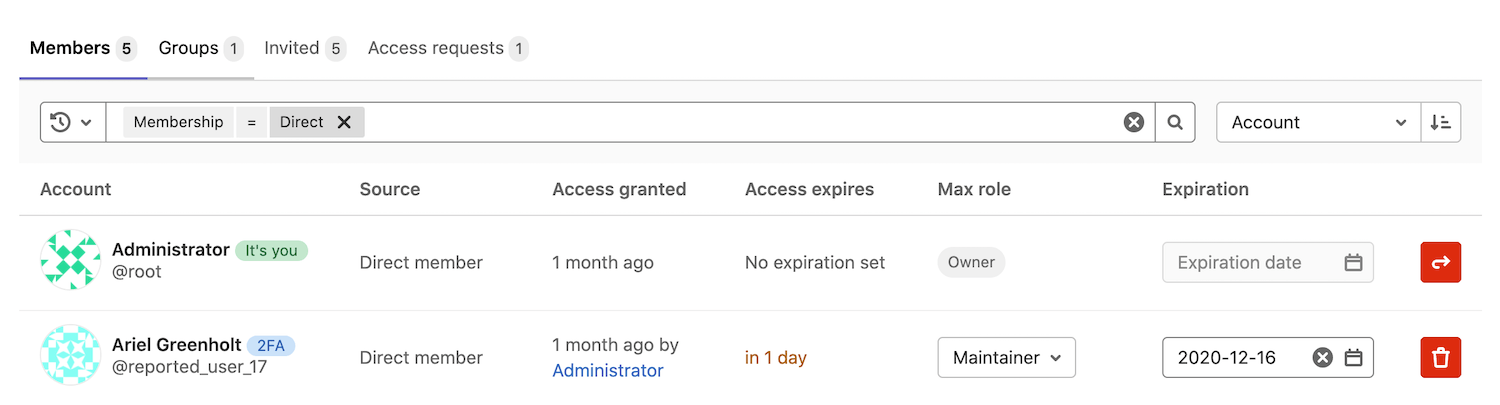 Members 5 Groups 1 Invited 5 Access requests 1
Membership = Direct Account
Account Source Access granted Access expires Max role Expiration
Administrator It's you
@root
Direct member 1 month ago No expiration set Owner Expiration date
Ariel Greenholt 2FA
@reported_user_17
Direct member 1 month ago by
Administrator
in 1 day Maintainer 2020-12-16